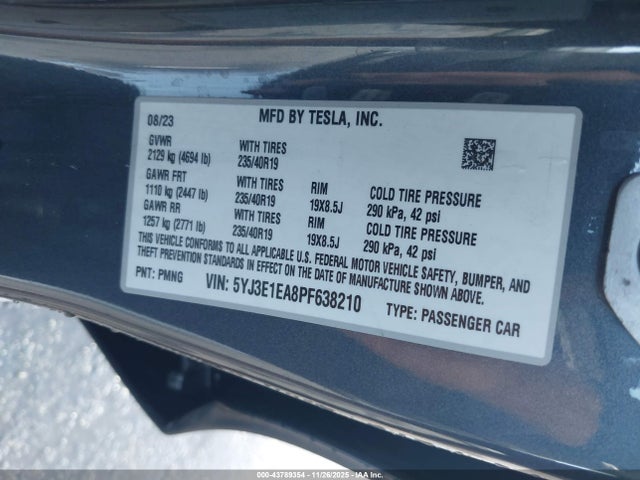 MFD BY TESLA, INC.
08/23
GVWR WITH TIRES
2129 kg (4694 lb) 235/40R19
GAWR FRT WITH TIRES RIM COLD TIRE PRESSURE
1110 kg (2447 lb) 235/40R19 19X8.5J 290 kPa, 42 psi
GAWR RR WITH TIRES RIM COLD TIRE PRESSURE
1257 kg (2771 lb) 235/40R19 19X8.5J 290 kPa, 42 psi
THIS VEHICLE CONFORMS TO ALL APPLICABLE U.S. FEDERAL MOTOR VEHICLE SAFETY, BUMPER, AND
THEFT PREVENTION STANDARDS IN EFFECT ON THE DATE OF MANUFACTURE SHOWN ABOVE.
PNT: PMNG VIN: 5YJ3E1EA8PF638210 TYPE: PASSENGER CAR
000-43789354 - 11/26/2025 - IAA, Inc.